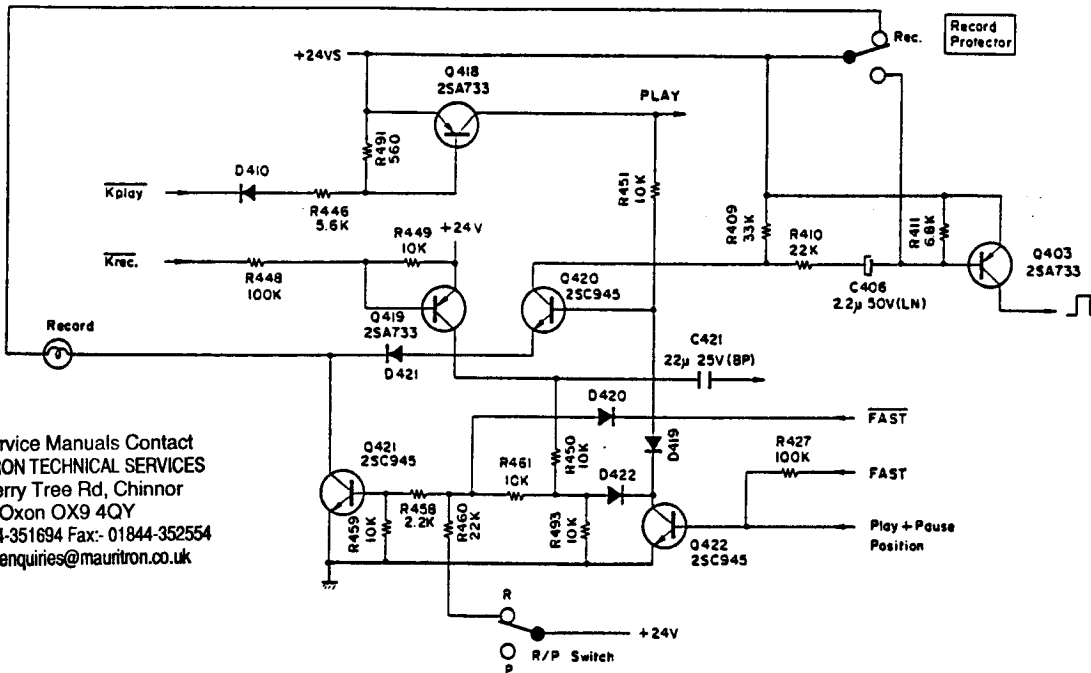 Rec.
Record
Protector
+24VS
Q418
2SA733
PLAY
R491
560
D410
Kplay
R446
5.6K
R451
10K
R409
33K
R410
22K
R411
6.8K
Q403
2SA733
C406
2.2μ 50V(LN)
+24V
R449
10K
Krec.
R448
100K
Q420
2SC945
Q419
2SA733
Record
D421
C421
22μ 25V(BP)
D420
FAST
D419
R427
100K
FAST
Q421
2SC945
R461
10K
R450
10K
D422
R459
10K
R458
2.2K
R460
22K
R493
10K
Q422
2SC945
Play + Pause
Position
rvice Manuals Contact
RON TECHNICAL SERVICES
erry Tree Rd, Chinnor
Oxon OX9 4QY
4-351694 Fax:- 01844-352554
enquiries@mauritron.co.uk
R
+24V
R/P Switch
P